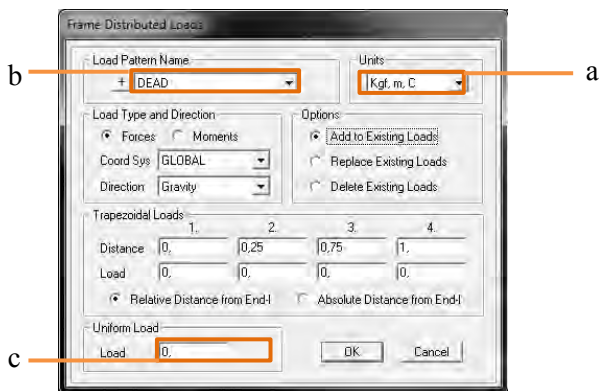 Frame Distributed Loads
Load Pattern Name
Units
b
+ DEAD
Kgf, m, C
a
Load Type and Direction
Options
Forces Moments
Add to Existing Loads
Coord Sys GLOBAL
Replace Existing Loads
Direction Gravity
Delete Existing Loads
Trapezoidal Loads
1. 2. 3. 4.
Distance 0, 0,25 0,75 1,
Load 0, 0, 0, 0,
Relative Distance from End-I Absolute Distance from End-I
Uniform Load
c
Load 0,
OK Cancel